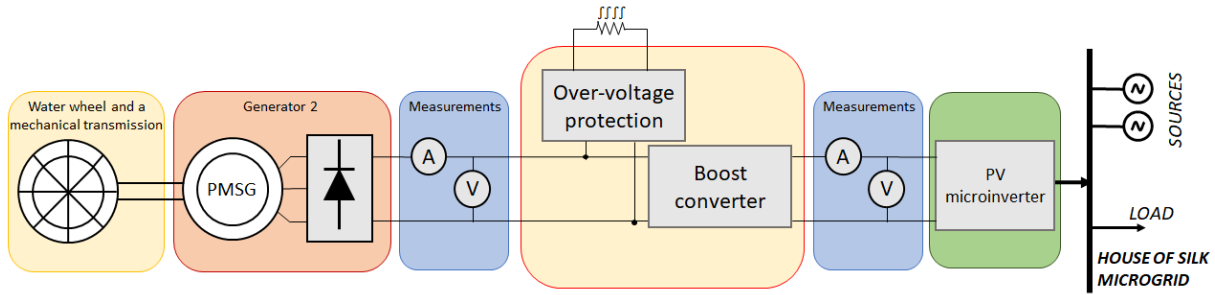 Water wheel and a
mechanical transmission
Generator 2
Measurements
Over-voltage
protection
Measurements
SOURCES
PMSG
A
V
Boost
converter
A
V
PV
microinverter
LOAD
HOUSE OF SILK
MICROGRID